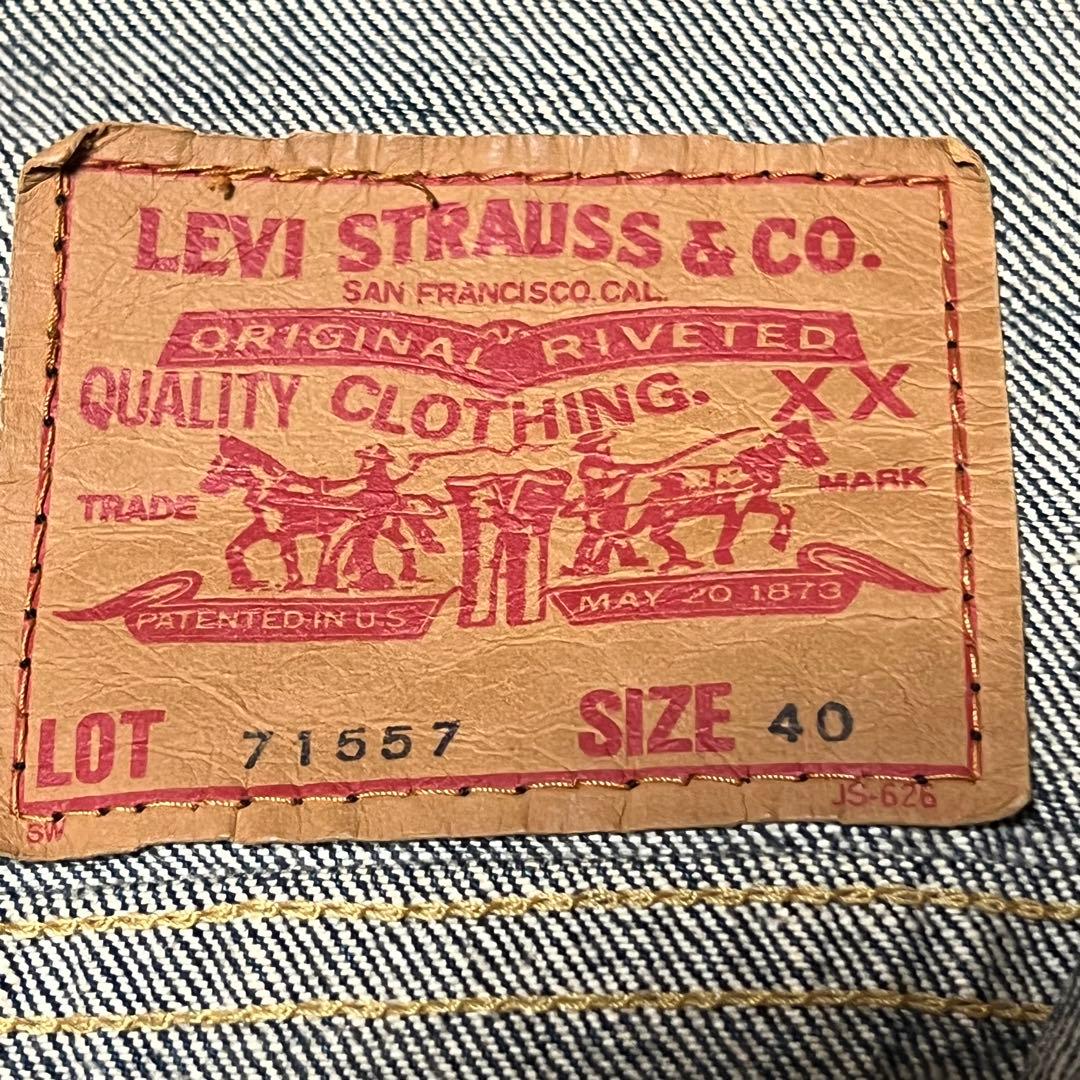 LEVI STRAUSS & CO.
SAN FRANCISCO. CAL.
ORIGINAL RIVETED
QUALITY CLOTHING. XX
TRADE MARK
PATENTED IN U.S MAY 20 1873
LOT 71557 SIZE 40
SW JS-626